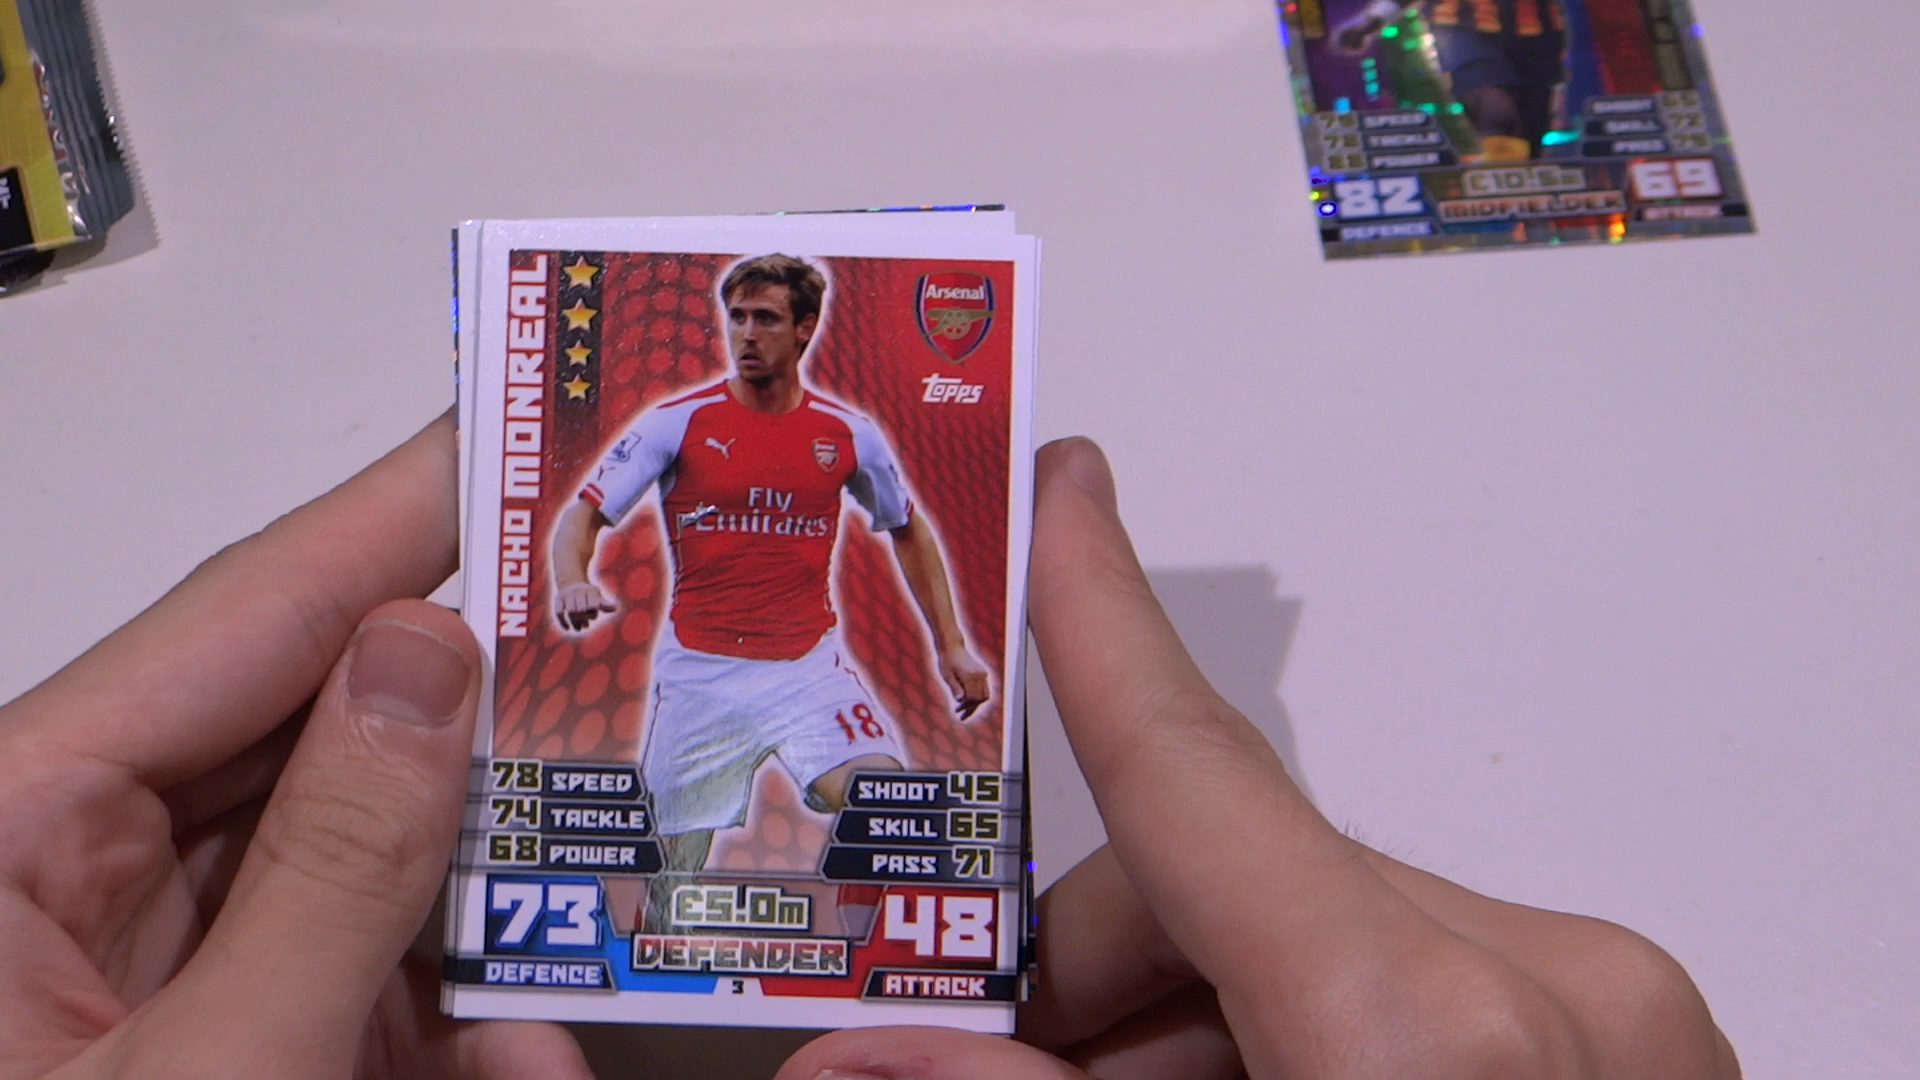 NACHO MONREAL
Arsenal
TOPPS
Fly
Emirates
18
78 SPEED
74 TACKLE
68 POWER
SHOOT 45
SKILL 65
PASS 71
73
DEFENCE
£5.0m
DEFENDER
48
ATTACK
3
SPEED
TACKLE
POWER
SHOOT
SKILL 72
PASS
82
DEFENCE
£10.5m
MIDFIELDER
69
ATTACK